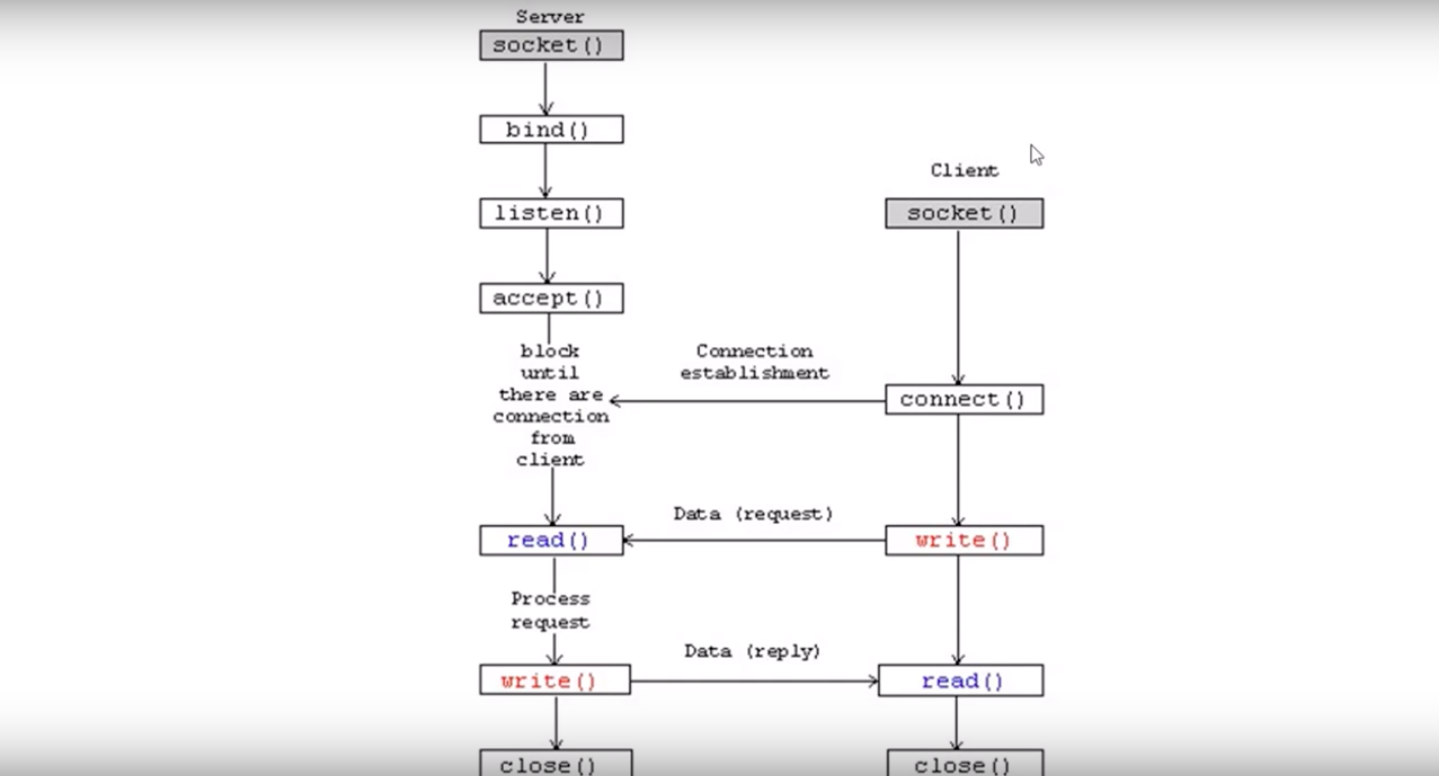 Server
socket()
bind()
Client
listen()
socket()
accept()
block
until
there are
connection
from
client
Connection
establishment
connect()
Data (request)
read()
write()
Process
request
Data (reply)
write()
read()
close()
close()